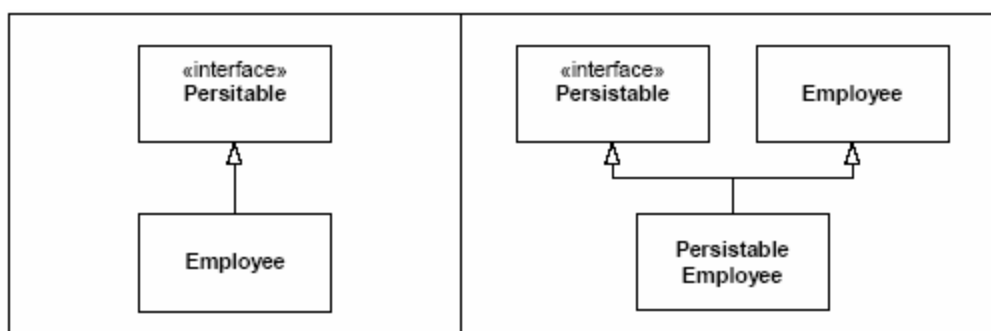 «interface»
Persitable
Employee
«interface»
Persistable
Employee
Persistable
Employee